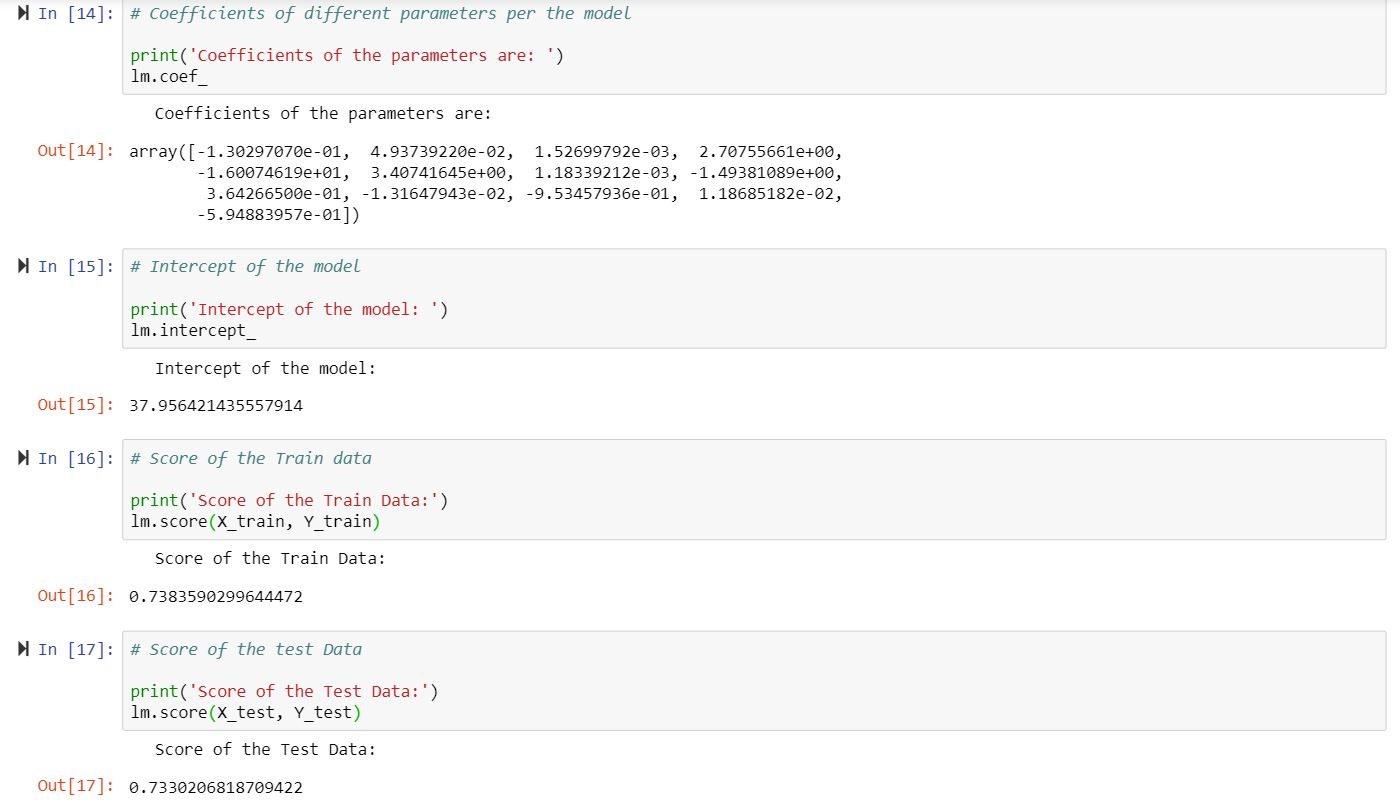 In [14]: # Coefficients of different parameters per the model
print('Coefficients of the parameters are: ')
lm.coef_
Coefficients of the parameters are:
Out[14]: array([-1.30297070e-01,  4.93739220e-02,  1.52699792e-03,  2.70755661e+00,
-1.60074619e+01,  3.40741645e+00,  1.18339212e-03, -1.49381089e+00,
3.64266500e-01, -1.31647943e-02, -9.53457936e-01,  1.18685182e-02,
-5.94883957e-01])
In [15]: # Intercept of the model
print('Intercept of the model: ')
lm.intercept_
Intercept of the model:
Out[15]: 37.956421435557914
In [16]: # Score of the Train data
print('Score of the Train Data:')
lm.score(X_train, Y_train)
Score of the Train Data:
Out[16]: 0.7383590299644472
In [17]: # Score of the test Data
print('Score of the Test Data:')
lm.score(X_test, Y_test)
Score of the Test Data:
Out[17]: 0.7330206818709422